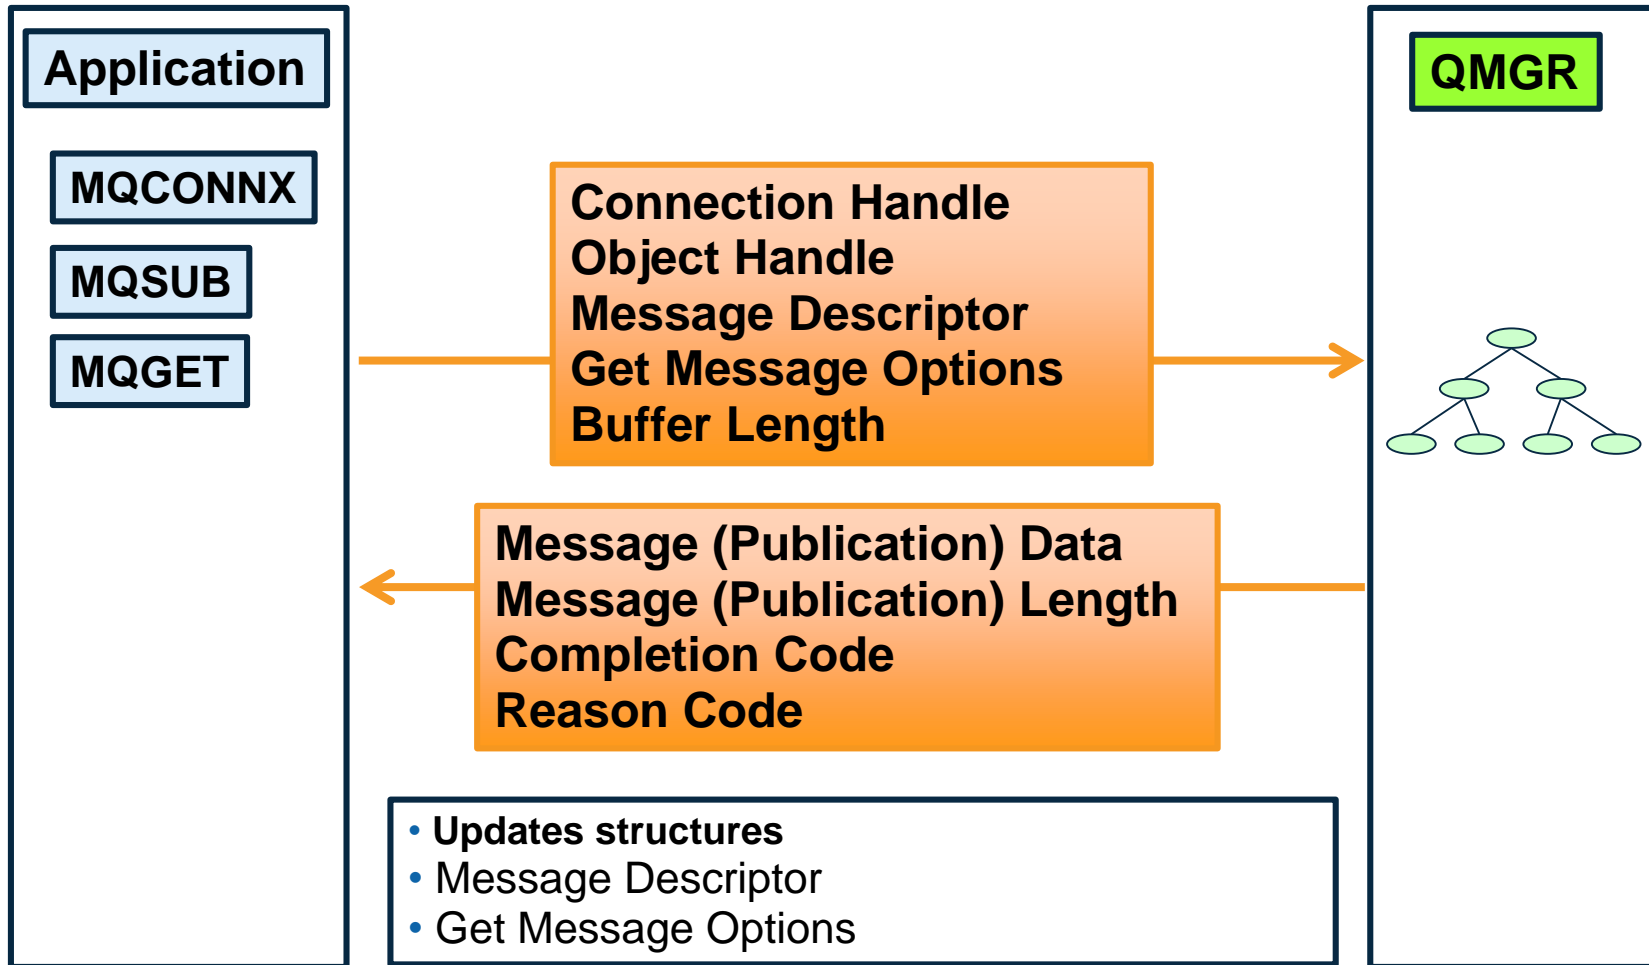 Application
QMGR
MQCONNX
MQSUB
MQGET
Connection Handle
Object Handle
Message Descriptor
Get Message Options
Buffer Length
Message (Publication) Data
Message (Publication) Length
Completion Code
Reason Code
• Updates structures
• Message Descriptor
• Get Message Options